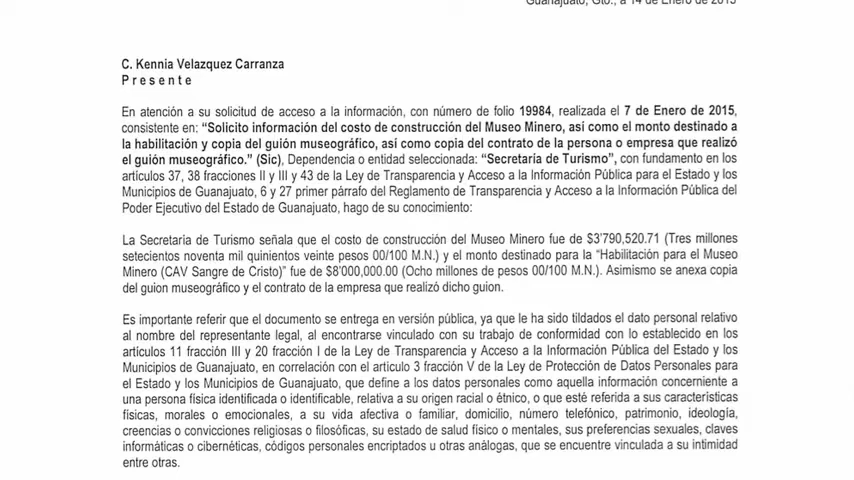 Guanajuato, Gto., a 14 de Enero de 2015
C. Kennia Velazquez Carranza
P r e s e n t e
En atención a su solicitud de acceso a la información, con número de folio 19984, realizada el 7 de Enero de 2015,
consistente en: “Solicito información del costo de construcción del Museo Minero, así como el monto destinado a
la habilitación y copia del guión museográfico, así como copia del contrato de la persona o empresa que realizó
el guión museográfico.” (Sic), Dependencia o entidad seleccionada: “Secretaría de Turismo”, con fundamento en los
artículos 37, 38 fracciones II y III y 43 de la Ley de Transparencia y Acceso a la Información Pública para el Estado y los
Municipios de Guanajuato, 6 y 27 primer párrafo del Reglamento de Transparencia y Acceso a la Información Pública del
Poder Ejecutivo del Estado de Guanajuato, hago de su conocimiento:
La Secretaría de Turismo señala que el costo de construcción del Museo Minero fue de $3’790,520.71 (Tres millones
setecientos noventa mil quinientos veinte pesos 00/100 M.N.) y el monto destinado para la “Habilitación para el Museo
Minero (CAV Sangre de Cristo)” fue de $8’000,000.00 (Ocho millones de pesos 00/100 M.N.). Asimismo se anexa copia
del guion museográfico y el contrato de la empresa que realizó dicho guion.
Es importante referir que el documento se entrega en versión pública, ya que le ha sido tildados el dato personal relativo
al nombre del representante legal, al encontrarse vinculado con su trabajo de conformidad con lo establecido en los
artículos 11 fracción III y 20 fracción I de la Ley de Transparencia y Acceso a la Información Pública del Estado y los
Municipios de Guanajuato, en correlación con el articulo 3 fracción V de la Ley de Protección de Datos Personales para
el Estado y los Municipios de Guanajuato, que define a los datos personales como aquella información concerniente a
una persona física identificada o identificable, relativa a su origen racial o étnico, o que esté referida a sus características
físicas, morales o emocionales, a su vida afectiva o familiar, domicilio, número telefónico, patrimonio, ideología,
creencias o convicciones religiosas o filosóficas, su estado de salud físico o mentales, sus preferencias sexuales, claves
informáticas o cibernéticas, códigos personales encriptados u otras análogas, que se encuentre vinculada a su intimidad
entre otras.